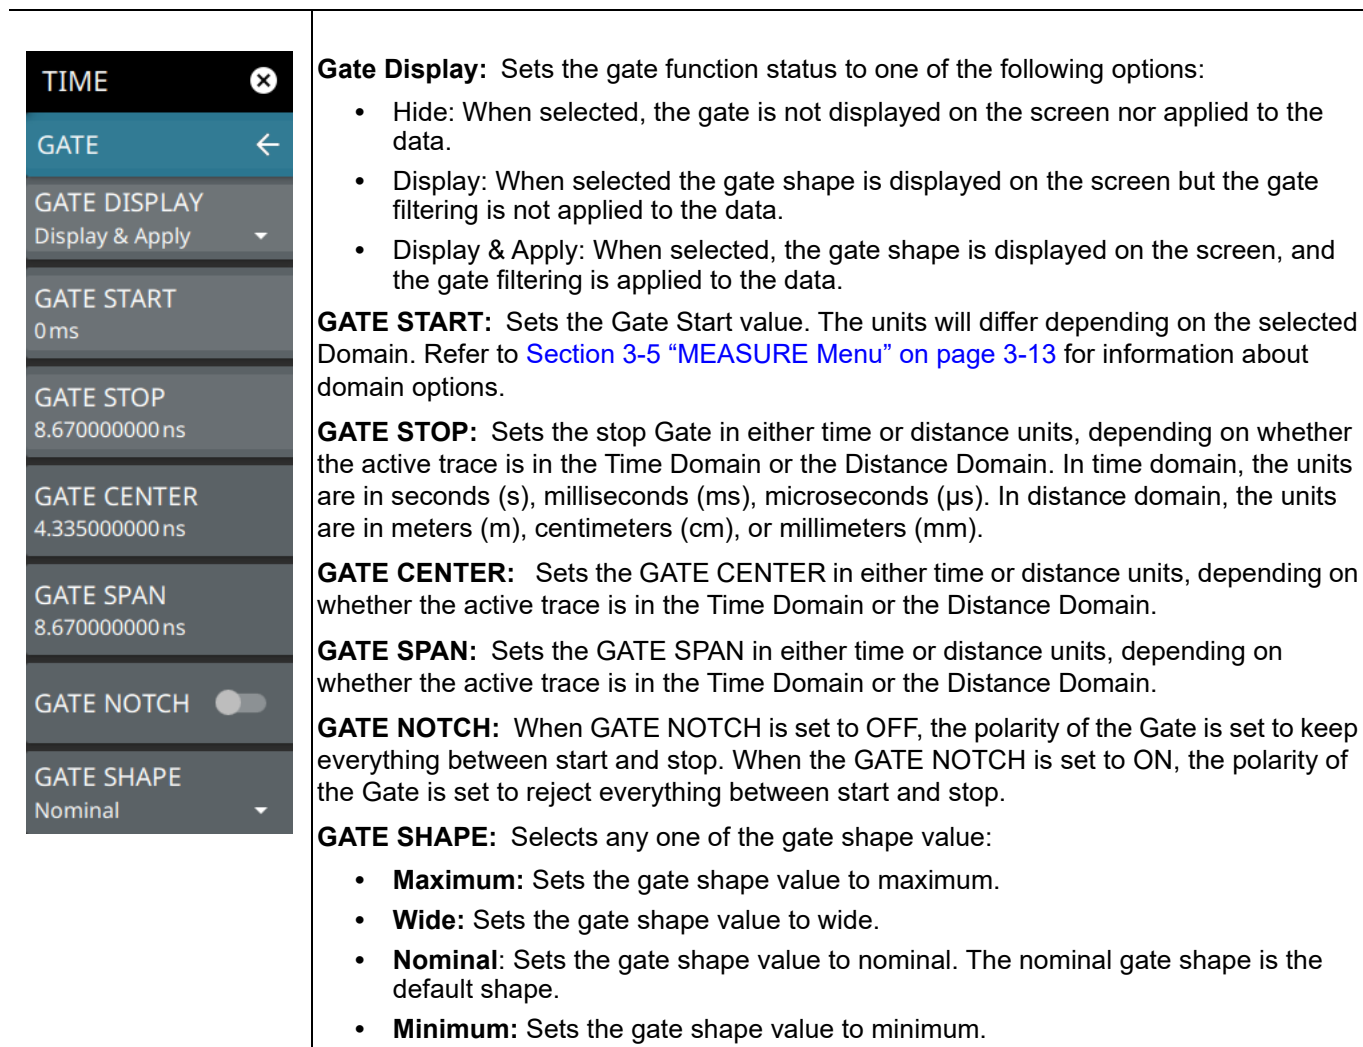 TIME
GATE
GATE DISPLAY
Display & Apply
GATE START
0 ms
GATE STOP
8.670000000 ns
GATE CENTER
4.335000000 ns
GATE SPAN
8.670000000 ns
GATE NOTCH
GATE SHAPE
Nominal
Gate Display: Sets the gate function status to one of the following options:
• Hide: When selected, the gate is not displayed on the screen nor applied to the
data.
• Display: When selected the gate shape is displayed on the screen but the gate
filtering is not applied to the data.
• Display & Apply: When selected, the gate shape is displayed on the screen, and
the gate filtering is applied to the data.
GATE START: Sets the Gate Start value. The units will differ depending on the selected
Domain. Refer to Section 3-5 “MEASURE Menu” on page 3-13 for information about
domain options.
GATE STOP: Sets the stop Gate in either time or distance units, depending on whether
the active trace is in the Time Domain or the Distance Domain. In time domain, the units
are in seconds (s), milliseconds (ms), microseconds (μs). In distance domain, the units
are in meters (m), centimeters (cm), or millimeters (mm).
GATE CENTER: Sets the GATE CENTER in either time or distance units, depending on
whether the active trace is in the Time Domain or the Distance Domain.
GATE SPAN: Sets the GATE SPAN in either time or distance units, depending on
whether the active trace is in the Time Domain or the Distance Domain.
GATE NOTCH: When GATE NOTCH is set to OFF, the polarity of the Gate is set to keep
everything between start and stop. When the GATE NOTCH is set to ON, the polarity of
the Gate is set to reject everything between start and stop.
GATE SHAPE: Selects any one of the gate shape value:
• Maximum: Sets the gate shape value to maximum.
• Wide: Sets the gate shape value to wide.
• Nominal: Sets the gate shape value to nominal. The nominal gate shape is the
default shape.
• Minimum: Sets the gate shape value to minimum.